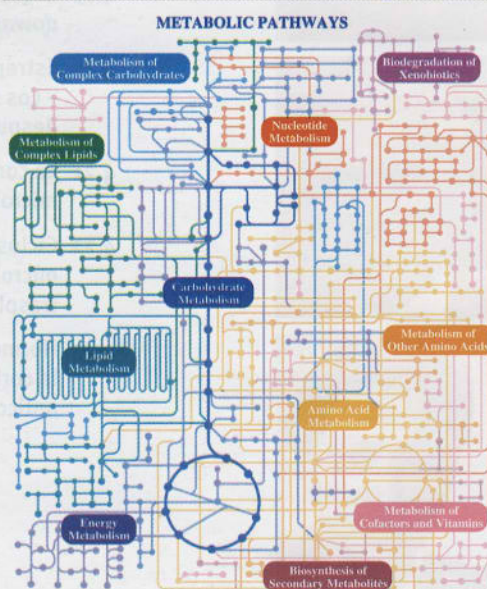 METABOLIC PATHWAYS
Metabolism of
Complex Carbohydrates
Biodegradation of
Xenobiotics
Nucleotide
Metabolism
Metabolism of
Complex Lipids
Carbohydrate
Metabolism
Metabolism of
Other Amino Acids
Lipid
Metabolism
Amino Acid
Metabolism
Metabolism of
Cofactors and Vitamins
Energy
Metabolism
Biosynthesis of
Secondary Metabolites